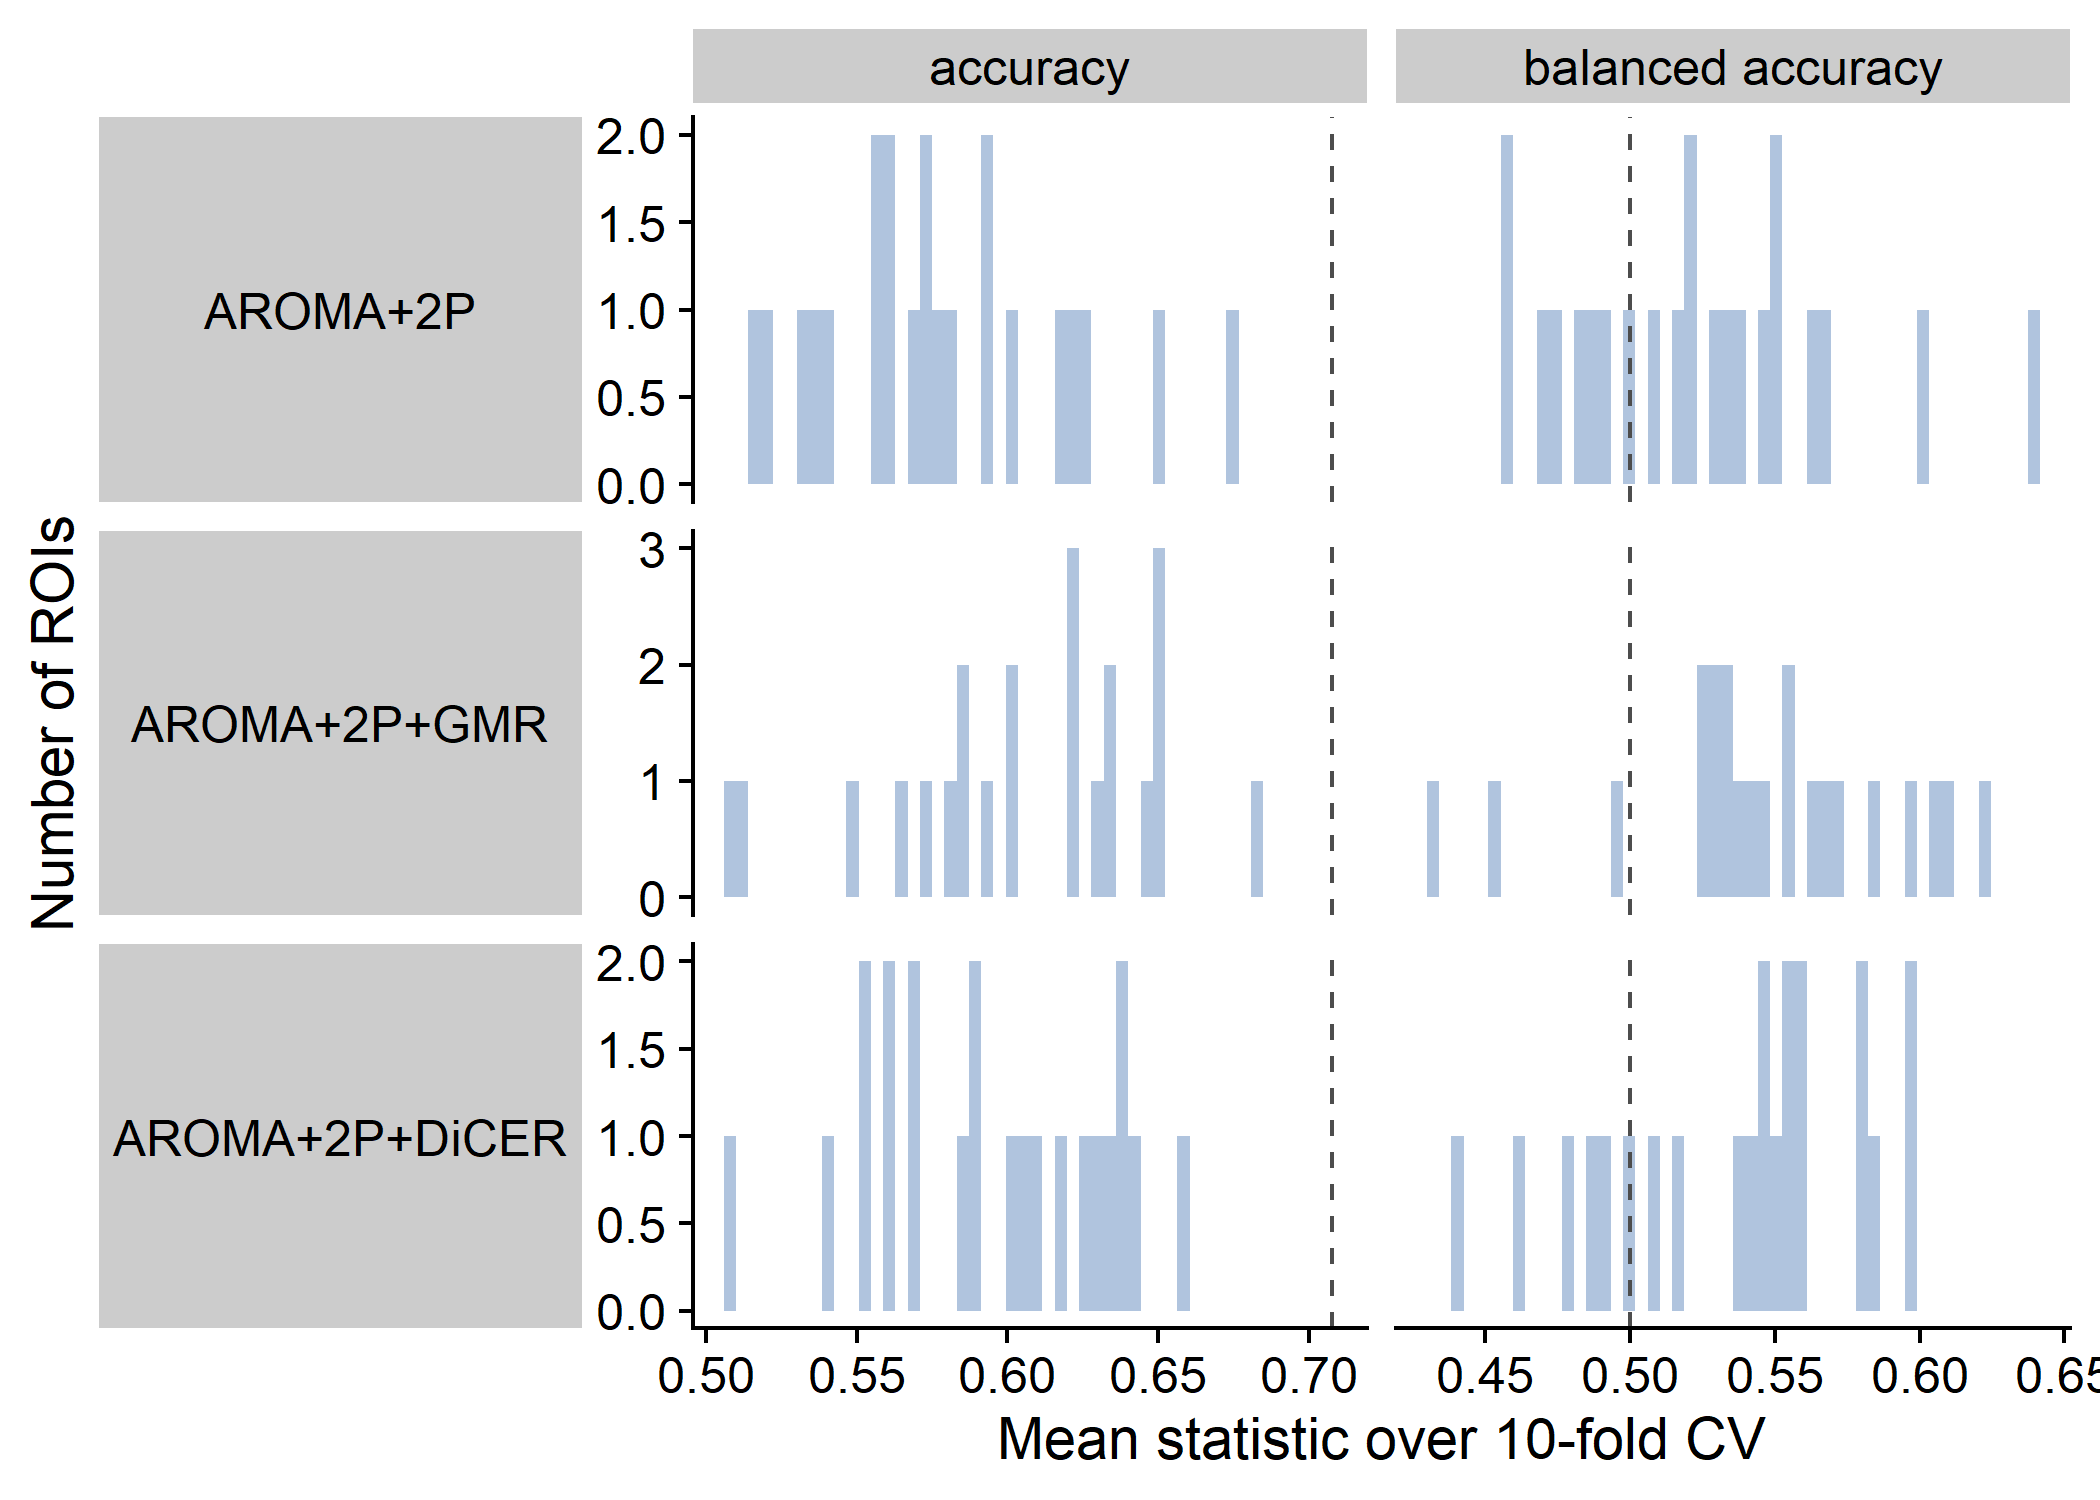 accuracy
balanced accuracy
Number of ROIs
AROMA+2P
2.0
1.5
1.0
0.5
0.0
AROMA+2P+GMR
3
2
1
0
AROMA+2P+DiCER
2.0
1.5
1.0
0.5
0.0
0.50 0.55 0.60 0.65 0.70 0.45 0.50 0.55 0.60 0.65
Mean statistic over 10-fold CV